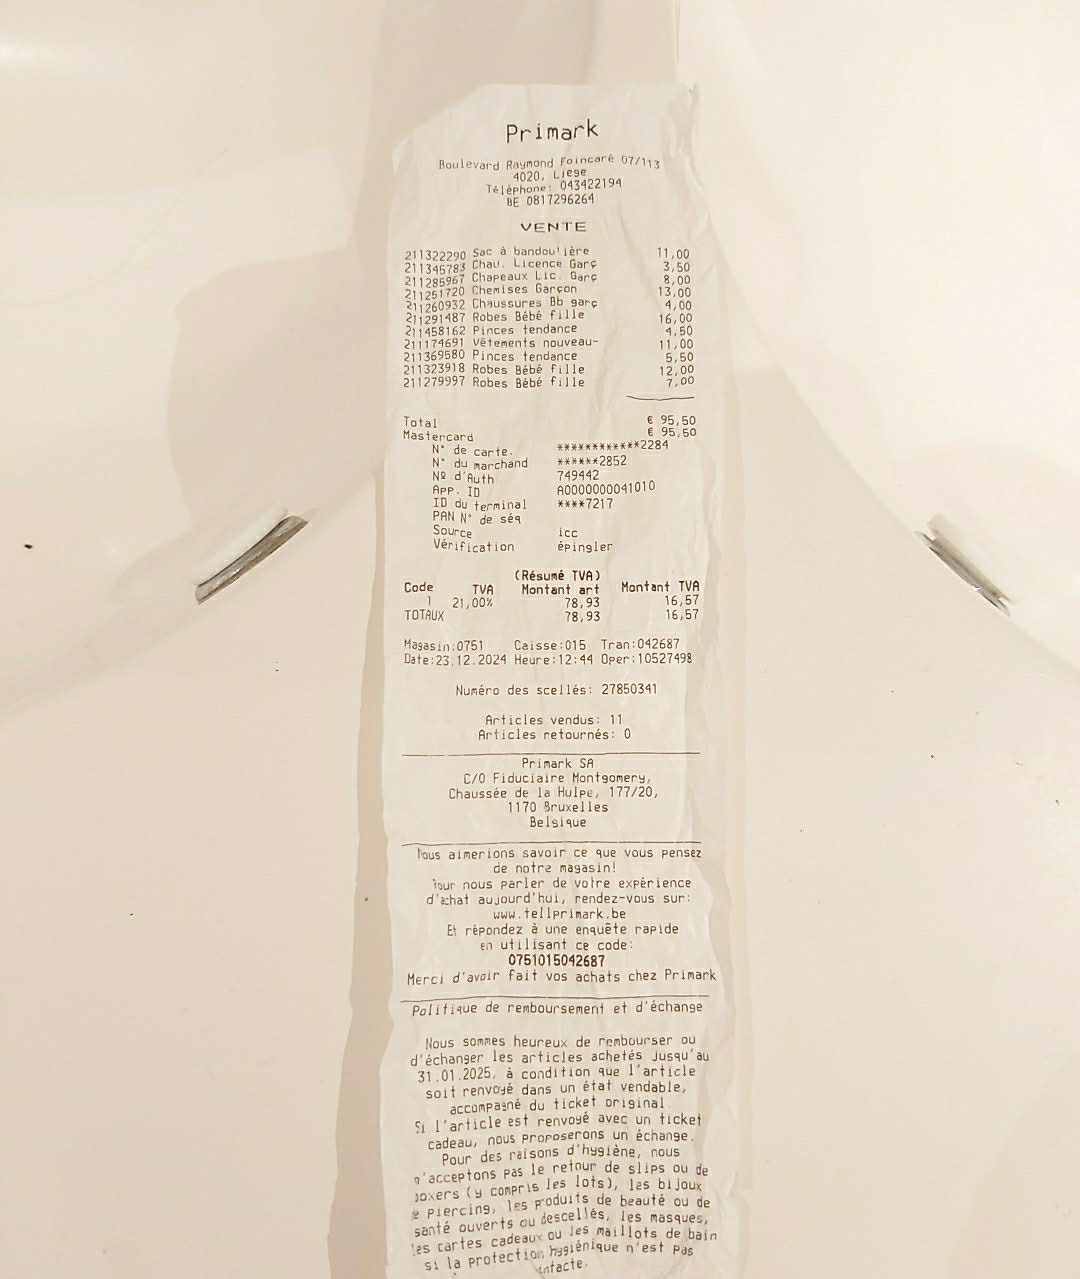 Primark
Boulevard Raymond Poincaré 07/113
4020, Liege
Téléphone: 043422194
BE 0817296264
VENTE
211322290 Sac à bandoulière 11,00
211345783 Chau. Licence Garç 3,50
211285967 Chapeaux Lic. Garç 8,00
211251720 Chemises Garçon 13,00
211260932 Chaussures Bb garç 4,00
211291487 Robes Bébé fille 16,00
211458162 Pinces tendance 4,50
211174691 Vêtements nouveau- 11,00
211369580 Pinces tendance 5,50
211323918 Robes Bébé fille 12,00
211279997 Robes Bébé fille 7,00
Total € 95,50
Mastercard € 95,50
N° de carte. ************2284
N° du marchand ******2852
Nº d'Auth 749442
App. ID A0000000041010
ID du terminal ****7217
PAN N° de séq
Source icc
Vérification épingler
(Résumé TVA)
Code TVA Montant art Montant TVA
1 21,00% 78,93 16,57
TOTAUX 78,93 16,57
Magasin:0751 Caisse:015 Tran:042687
Date:23.12.2024 Heure:12:44 Oper:10527498
Numéro des scellés: 27850341
Articles vendus: 11
Articles retournés: 0
Primark SA
C/O Fiduciaire Montgomery,
Chaussée de la Hulpe, 177/20,
1170 Bruxelles
Belgique
Nous aimerions savoir ce que vous pensez
de notre magasin!
Pour nous parler de votre expérience
d'achat aujourd'hui, rendez-vous sur:
www.tellprimark.be
Et répondez à une enquête rapide
en utilisant ce code:
0751015042687
Merci d'avoir fait vos achats chez Primark
Politique de remboursement et d'échange
Nous sommes heureux de rembourser ou
d'échanger les articles achetés jusqu'au
31.01.2025, à condition que l'article
soit renvoyé dans un état vendable,
accompagné du ticket original.
Si l'article est renvoyé avec un ticket
cadeau, nous proposerons un échange.
Pour des raisons d'hygiène, nous
n'acceptons pas le retour de slips ou de
boxers (y compris les lots), les bijoux
de piercing, les produits de beauté ou de
santé ouverts ou descellés, les masques,
les cartes cadeaux ou les maillots de bain
si la protection hygiénique n'est pas
intacte.